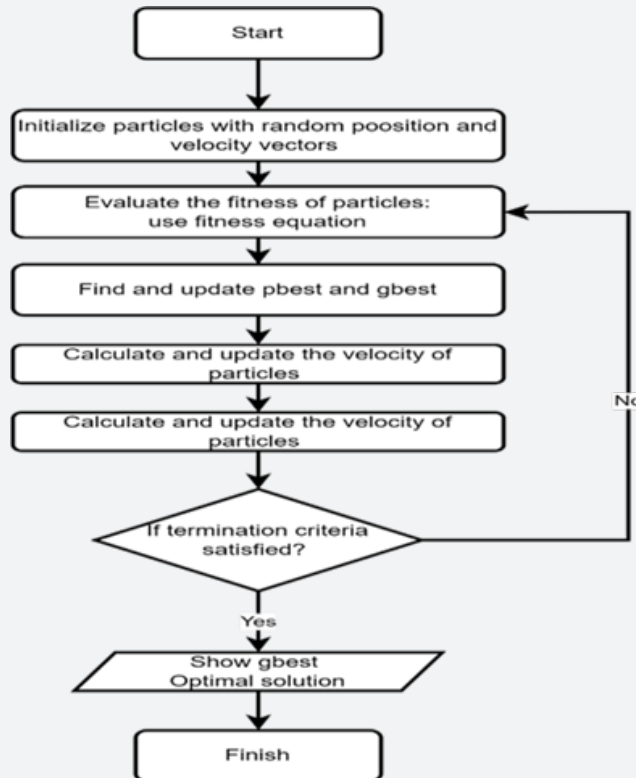 Start
Initialize particles with random poosition and
velocity vectors
Evaluate the fitness of particles:
use fitness equation
Find and update pbest and gbest
Calculate and update the velocity of
particles
Calculate and update the velocity of
particles
No
If termination criteria
satisfied?
Yes
Show gbest
Optimal solution
Finish